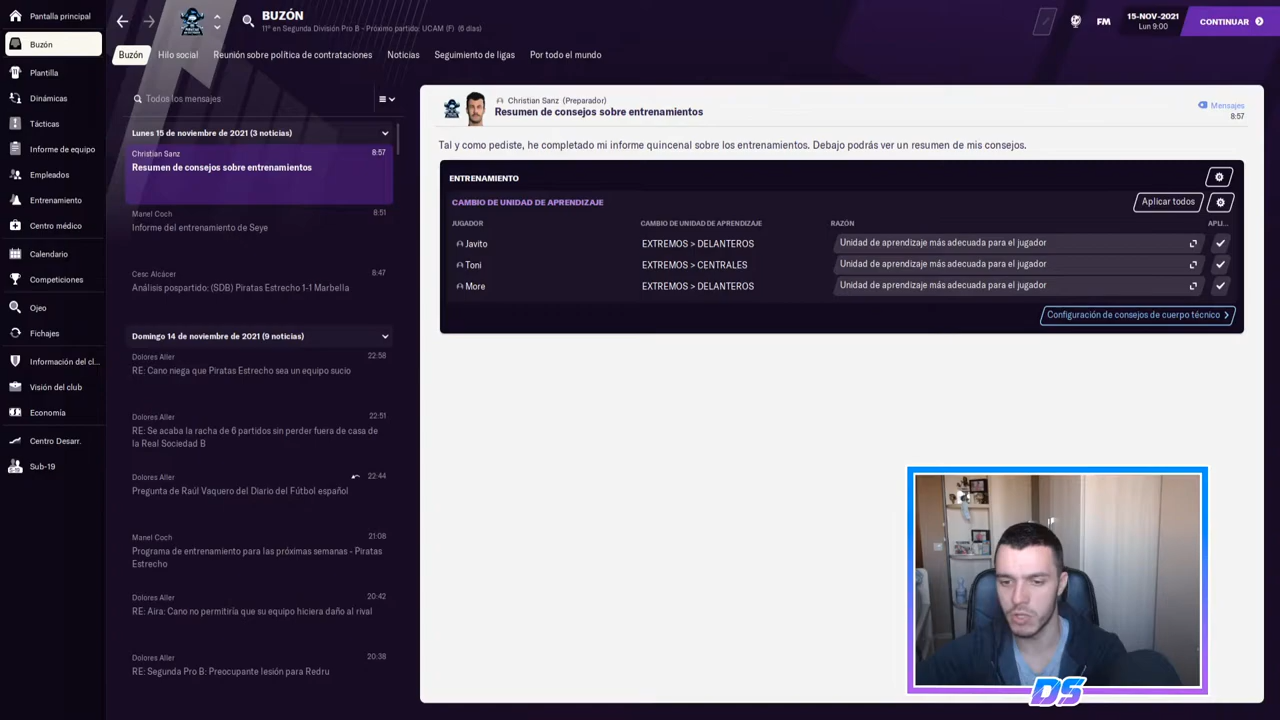 Pantalla principal
Buzón
Plantilla
Dinámicas
Tácticas
Informe de equipo
Empleados
Entrenamiento
Centro médico
Calendario
Competiciones
Ojeo
Fichajes
Información del cl...
Visión del club
Economía
Centro Desarr.
Sub-19
BUZÓN
11º en Segunda División Pro B - Próximo partido: UCAM (F) (6 días)
FM
15-NOV-2021
Lun 9:00
CONTINUAR
Buzón Hilo social Reunión sobre política de contrataciones Noticias Seguimiento de ligas Por todo el mundo
Todos los mensajes
Lunes 15 de noviembre de 2021 (3 noticias)
Christian Sanz 8:57
Resumen de consejos sobre entrenamientos
Manel Coch 8:51
Informe del entrenamiento de Seye
Cesc Alcácer 8:47
Análisis pospartido: (SDB) Piratas Estrecho 1-1 Marbella
Domingo 14 de noviembre de 2021 (9 noticias)
Dolores Aller 22:58
RE: Cano niega que Piratas Estrecho sea un equipo sucio
Dolores Aller 22:51
RE: Se acaba la racha de 6 partidos sin perder fuera de casa de
la Real Sociedad B
Dolores Aller 22:44
Pregunta de Raúl Vaquero del Diario del Fútbol español
Manel Coch 21:08
Programa de entrenamiento para las próximas semanas - Piratas
Estrecho
Dolores Aller 20:42
RE: Aira: Cano no permitiría que su equipo hiciera daño al rival
Dolores Aller 20:38
RE: Segunda Pro B: Preocupante lesión para Redru
Christian Sanz (Preparador)
Resumen de consejos sobre entrenamientos
Mensajes
8:57
Tal y como pediste, he completado mi informe quincenal sobre los entrenamientos. Debajo podrás ver un resumen de mis consejos.
ENTRENAMIENTO
CAMBIO DE UNIDAD DE APRENDIZAJE
Aplicar todos
JUGADOR CAMBIO DE UNIDAD DE APRENDIZAJE RAZÓN APLI...
Javito EXTREMOS > DELANTEROS Unidad de aprendizaje más adecuada para el jugador
Toni EXTREMOS > CENTRALES Unidad de aprendizaje más adecuada para el jugador
More EXTREMOS > DELANTEROS Unidad de aprendizaje más adecuada para el jugador
Configuración de consejos de cuerpo técnico
DS